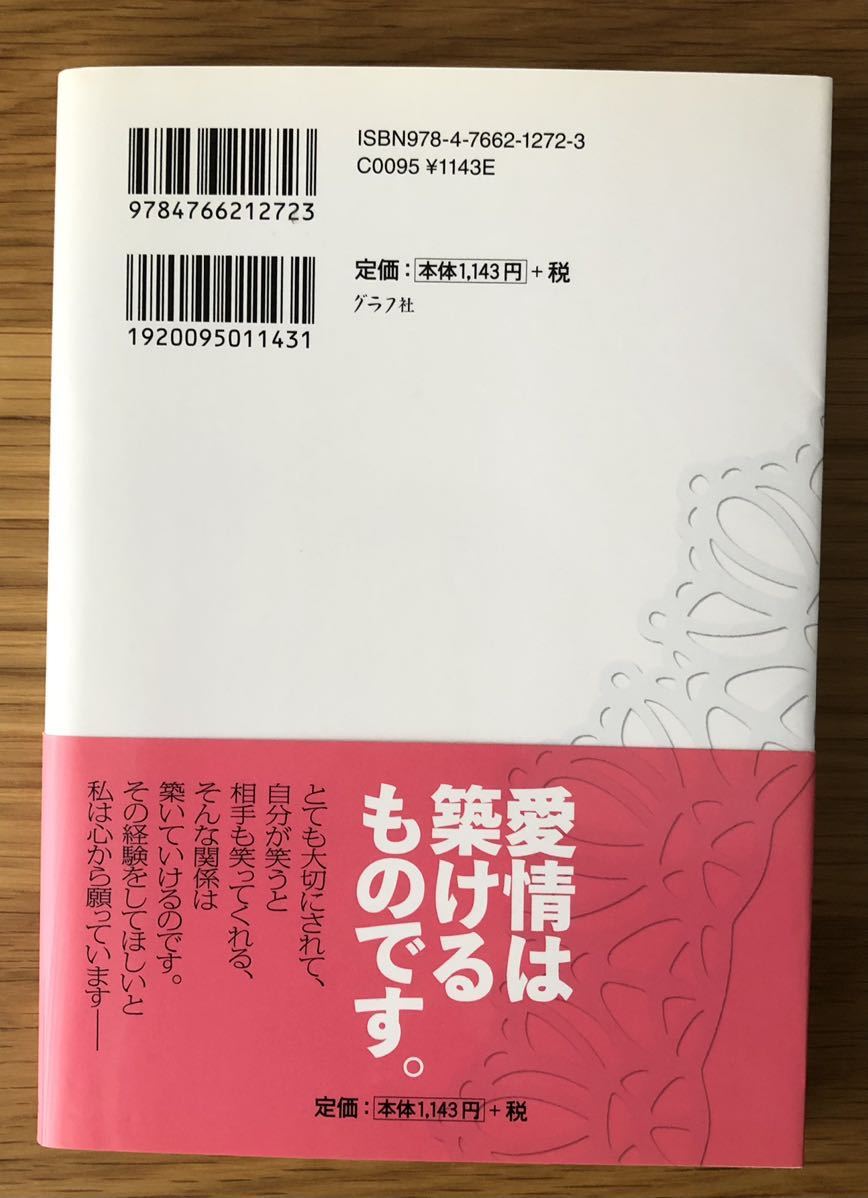 ISBN978-4-7662-1272-3
C0095 ¥1143E
9784766212723
定価：本体1,143円＋税
グラフ社
1920095011431
愛情は
築ける
ものです。
とても大切にされて、
自分が笑うと
相手も笑ってくれる、
そんな関係は
築いていけるのです。
その経験をしてほしいと
私は心から願っています――
定価：本体1,143円＋税